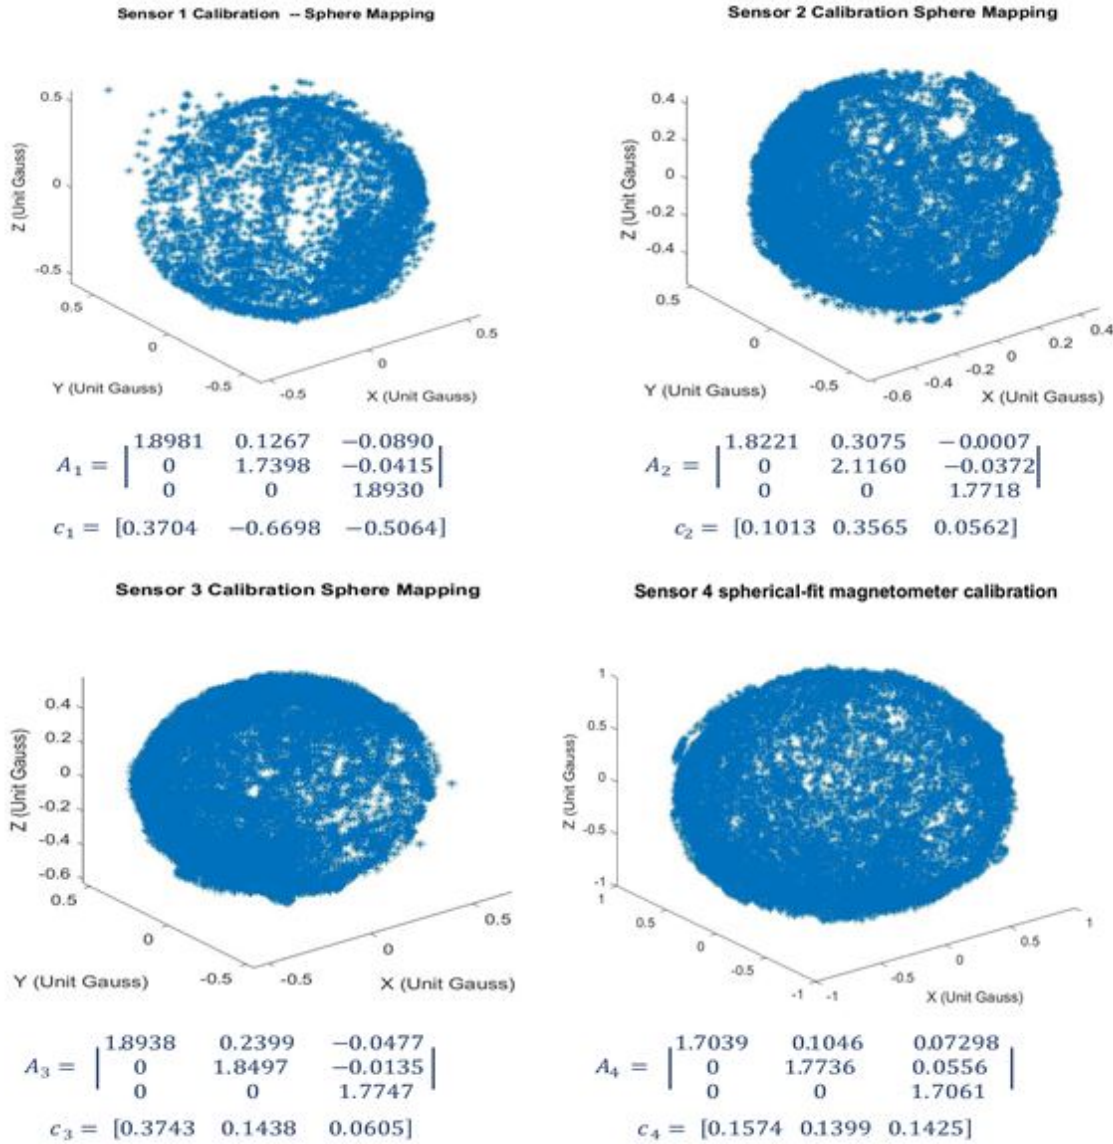 Sensor 1 Calibration -- Sphere Mapping
Z (Unit Gauss)
0.5
0
-0.5
0.5
0
-0.5
Y (Unit Gauss)
-0.5
0
0.5
X (Unit Gauss)
A₁ = | 1.8981 0.1267 −0.0890 |
0 1.7398 −0.0415
0 0 1.8930
c₁ = [0.3704 −0.6698 −0.5064]
Sensor 2 Calibration Sphere Mapping
Z (Unit Gauss)
0.4
0.2
0
-0.2
-0.4
0.5
0
-0.5
Y (Unit Gauss)
-0.6
-0.4
-0.2
0
0.2
0.4
X (Unit Gauss)
A₂ = | 1.8221 0.3075 −0.0007 |
0 2.1160 −0.0372
0 0 1.7718
c₂ = [0.1013 0.3565 0.0562]
Sensor 3 Calibration Sphere Mapping
Z (Unit Gauss)
0.4
0.2
0
-0.2
-0.4
-0.6
0.5
0
-0.5
Y (Unit Gauss)
-0.5
0
0.5
X (Unit Gauss)
A₃ = | 1.8938 0.2399 −0.0477 |
0 1.8497 −0.0135
0 0 1.7747
c₃ = [0.3743 0.1438 0.0605]
Sensor 4 spherical-fit magnetometer calibration
Z (Unit Gauss)
1
0.5
0
-0.5
-1
1
0.5
0
-0.5
-1
-1
-0.5
0
0.5
1
X (Unit Gauss)
A₄ = | 1.7039 0.1046 0.07298 |
0 1.7736 0.0556
0 0 1.7061
c₄ = [0.1574 0.1399 0.1425]